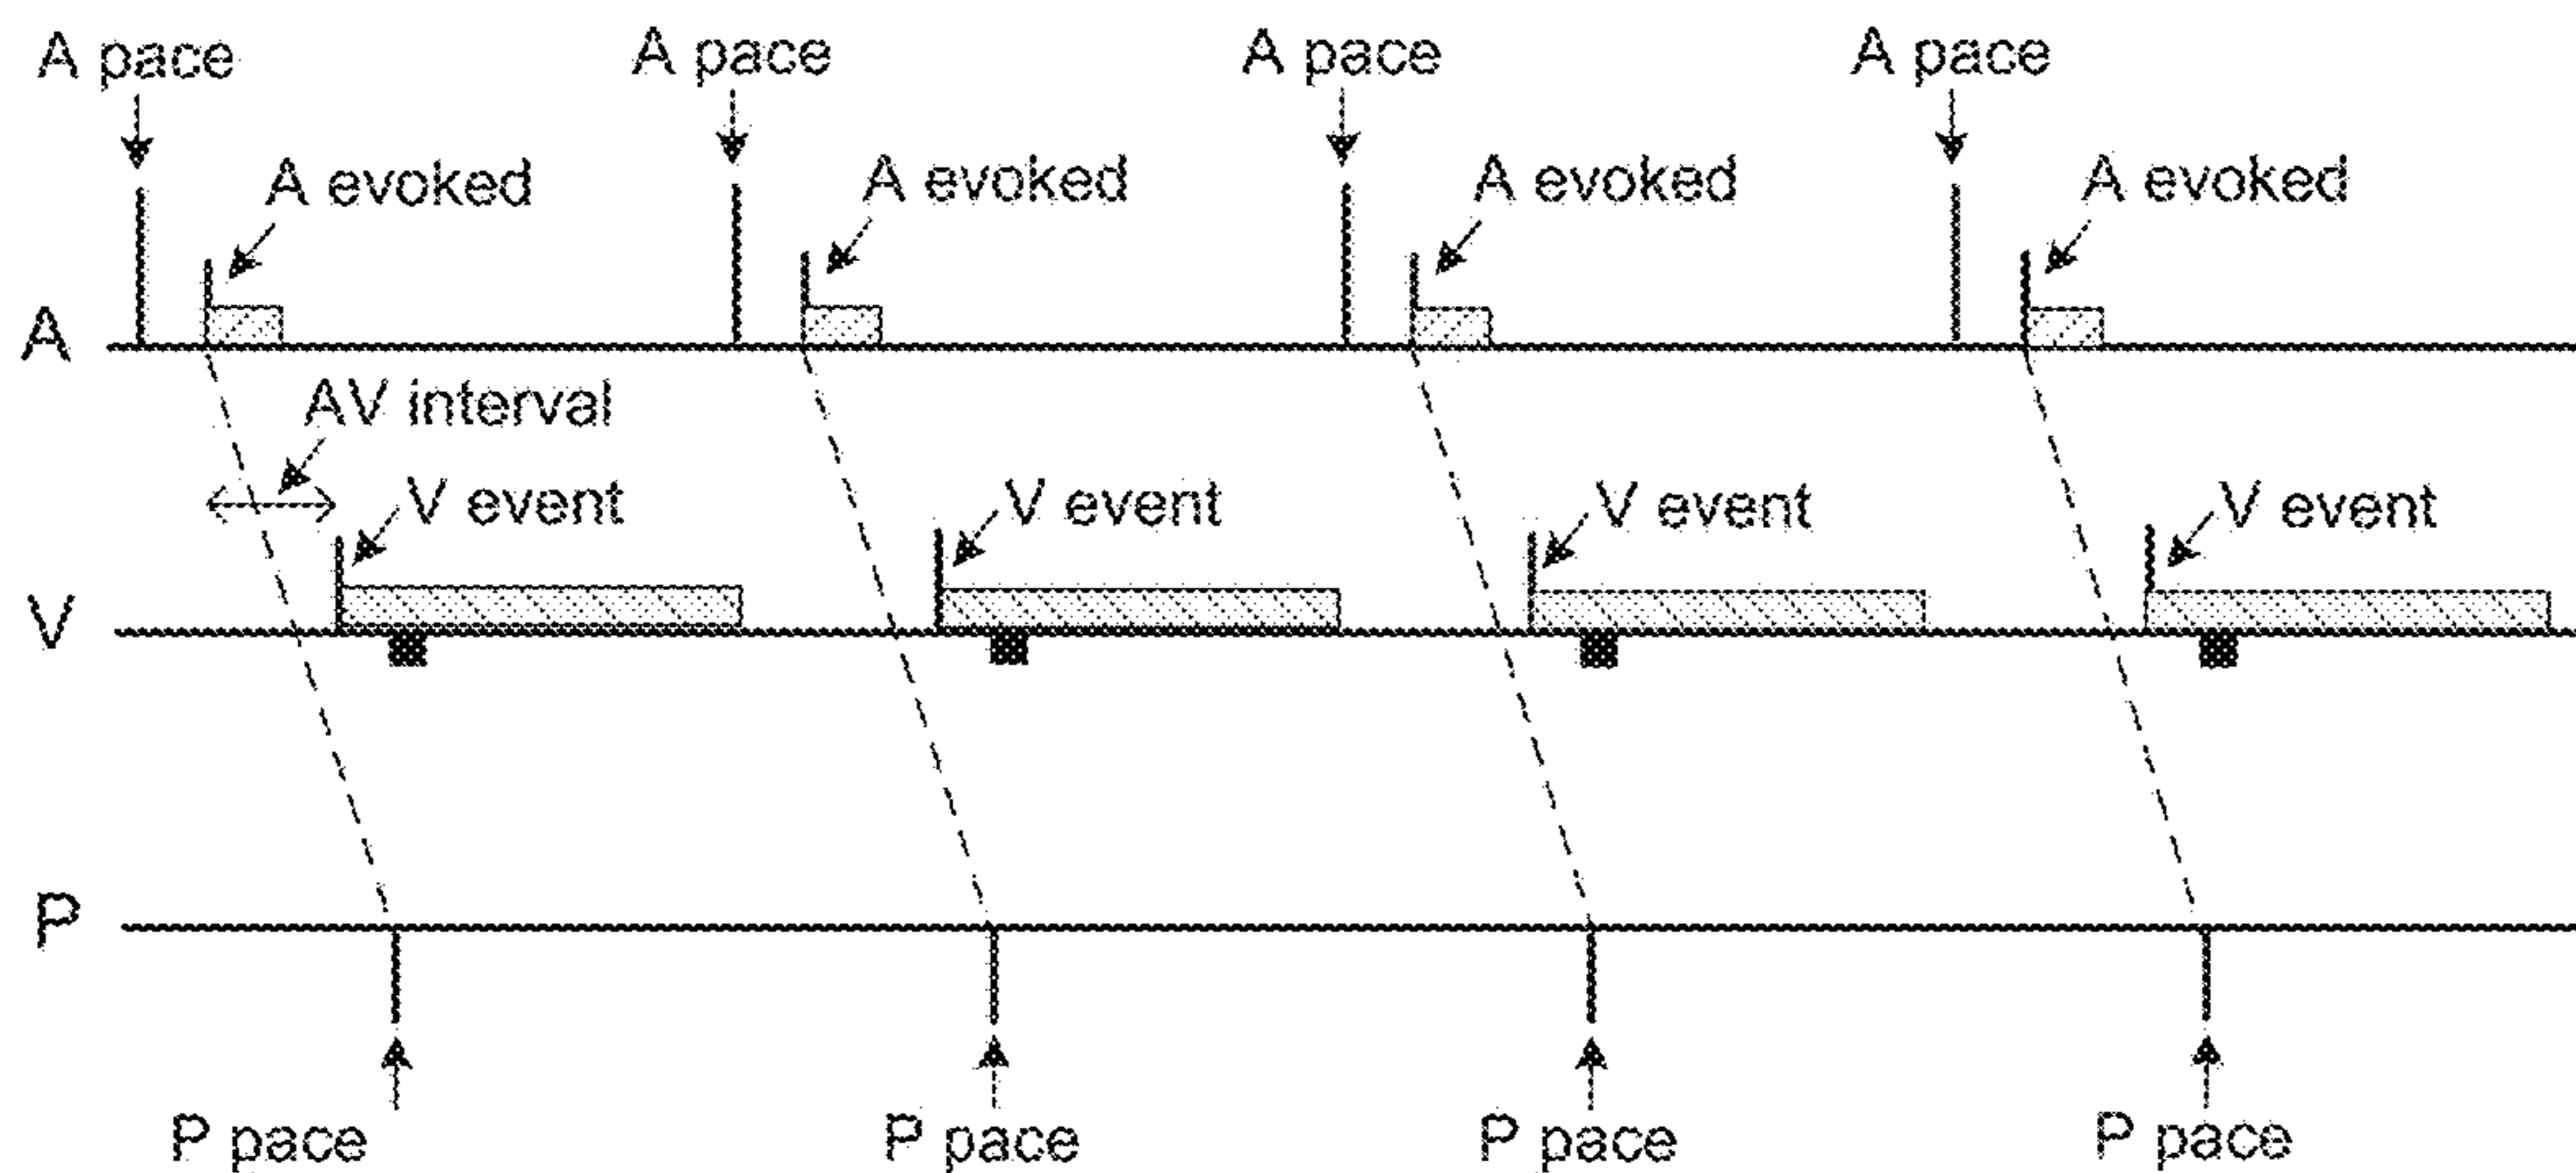 A pace A pace A pace A pace
A evoked A evoked A evoked A evoked
A
AV interval
V event V event V event V event
V
P
P pace P pace P pace P pace